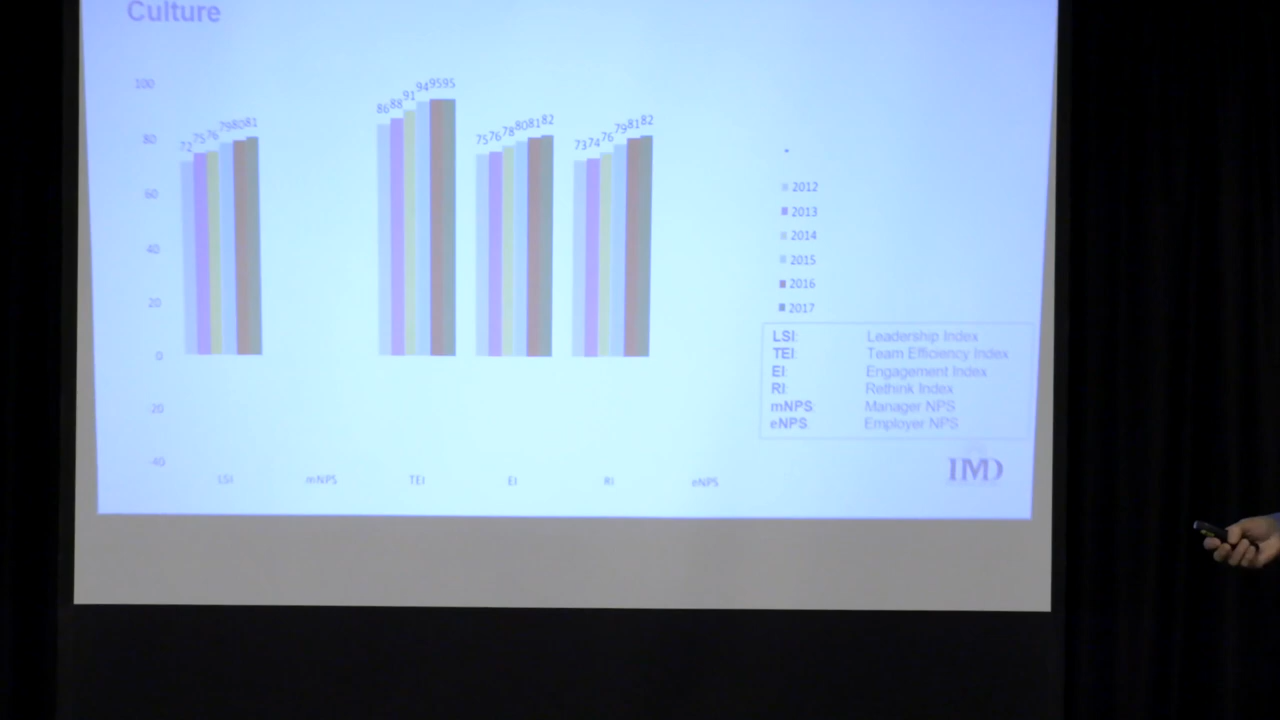 Culture
100
80
60
40
20
0
-20
-40
72 75 76 79 80 81
86 88 91 94 95 95
75 76 78 80 81 82
73 74 76 79 81 82
LSI mNPS TEI EI RI eNPS
2012
2013
2014
2015
2016
2017
LSI: Leadership Index
TEI: Team Efficiency Index
EI: Engagement Index
RI: Rethink Index
mNPS: Manager NPS
eNPS: Employer NPS
IMD